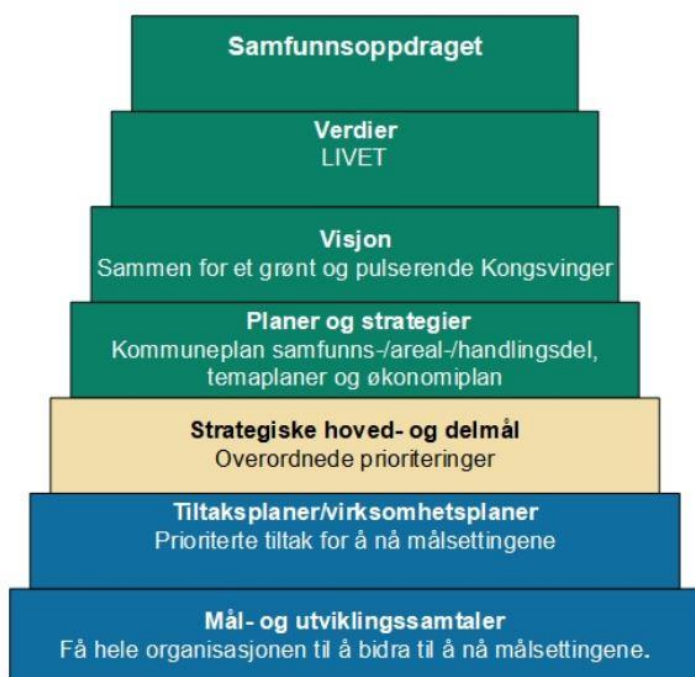 Samfunnsoppdraget
Verdier
LIVET
Visjon
Sammen for et grønt og pulserende Kongsvinger
Planer og strategier
Kommuneplan samfunns-/areal-/handlingsdel,
temaplaner og økonomiplan
Strategiske hoved- og delmål
Overordnede prioriteringer
Tiltaksplaner/virksomhetsplaner
Prioriterte tiltak for å nå målsettingene
Mål- og utviklingssamtaler
Få hele organisasjonen til å bidra til å nå målsettingene.